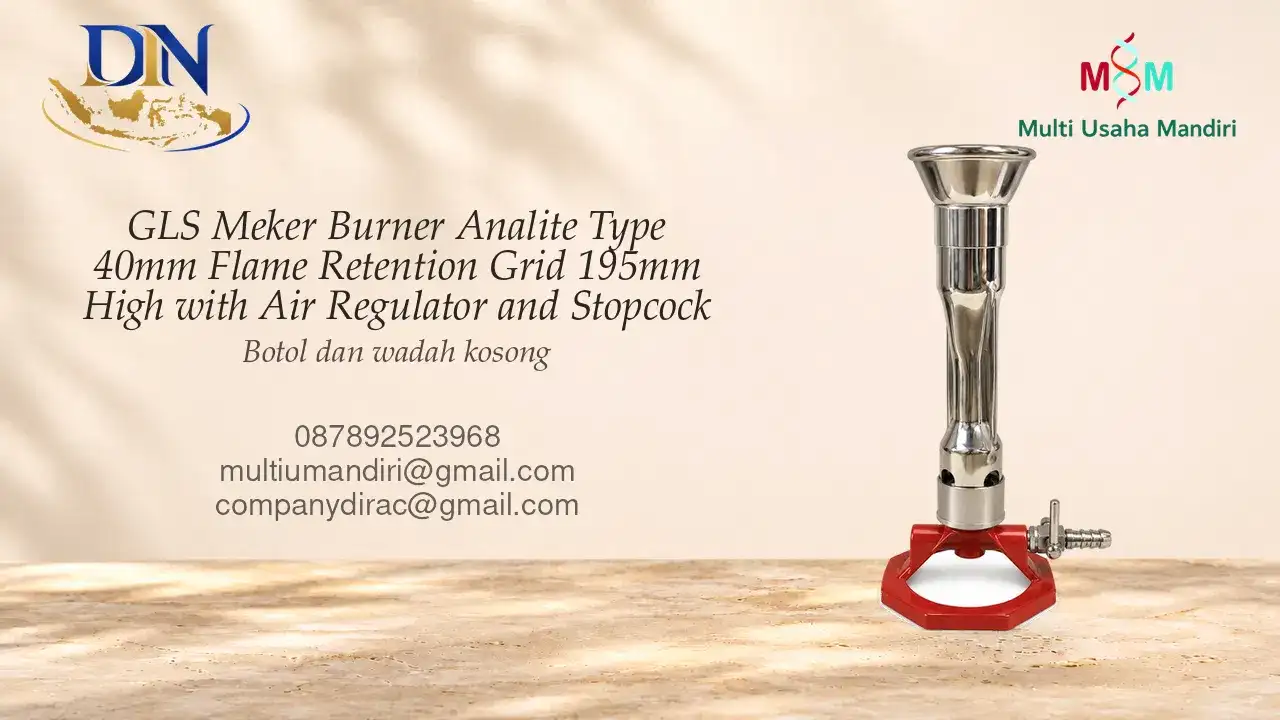 DIN
MSM
Multi Usaha Mandiri
GLS Meker Burner Analite Type
40mm Flame Retention Grid 195mm
High with Air Regulator and Stopcock
Botol dan wadah kosong
087892523968
multiumandiri@gmail.com
companydirac@gmail.com